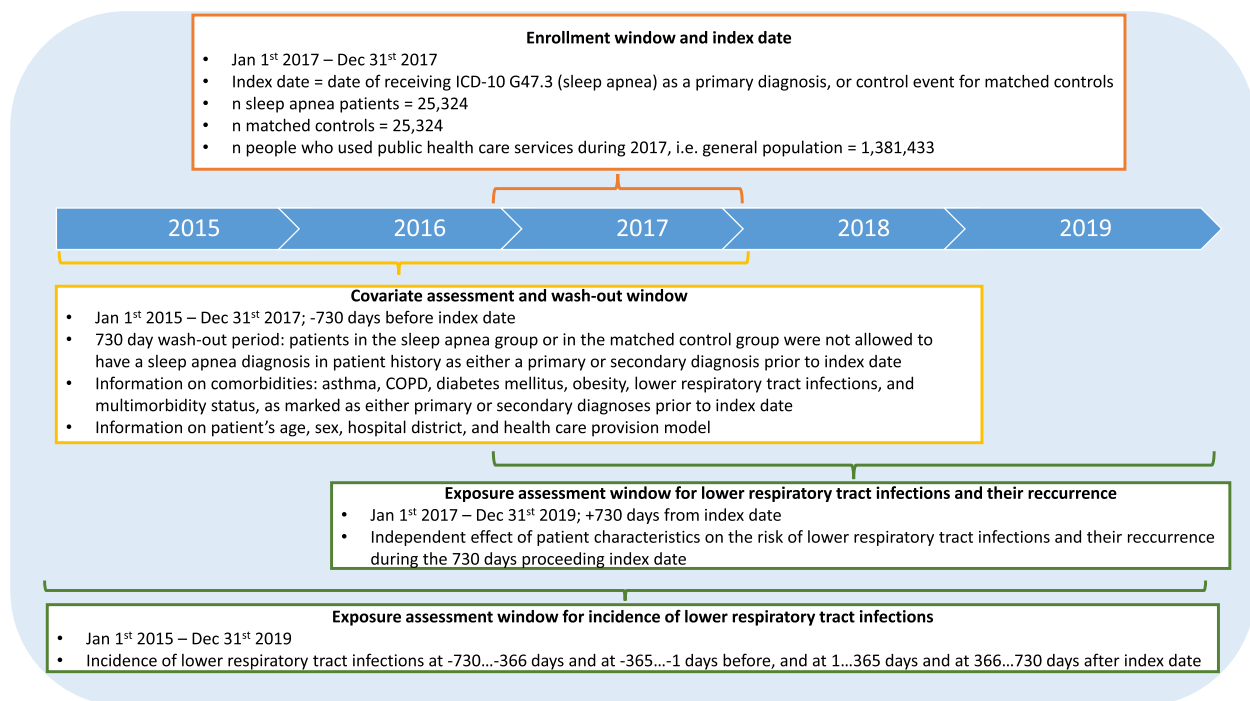 Enrollment window and index date
• Jan 1st 2017 – Dec 31st 2017
• Index date = date of receiving ICD-10 G47.3 (sleep apnea) as a primary diagnosis, or control event for matched controls
• n sleep apnea patients = 25,324
• n matched controls = 25,324
• n people who used public health care services during 2017, i.e. general population = 1,381,433
2015 2016 2017 2018 2019
Covariate assessment and wash-out window
• Jan 1st 2015 – Dec 31st 2017; -730 days before index date
• 730 day wash-out period: patients in the sleep apnea group or in the matched control group were not allowed to
have a sleep apnea diagnosis in patient history as either a primary or secondary diagnosis prior to index date
• Information on comorbidities: asthma, COPD, diabetes mellitus, obesity, lower respiratory tract infections, and
multimorbidity status, as marked as either primary or secondary diagnoses prior to index date
• Information on patient's age, sex, hospital district, and health care provision model
Exposure assessment window for lower respiratory tract infections and their reccurrence
• Jan 1st 2017 – Dec 31st 2019; +730 days from index date
• Independent effect of patient characteristics on the risk of lower respiratory tract infections and their reccurrence
during the 730 days proceeding index date
Exposure assessment window for incidence of lower respiratory tract infections
• Jan 1st 2015 – Dec 31st 2019
• Incidence of lower respiratory tract infections at -730...-366 days and at -365...-1 days before, and at 1...365 days and at 366...730 days after index date